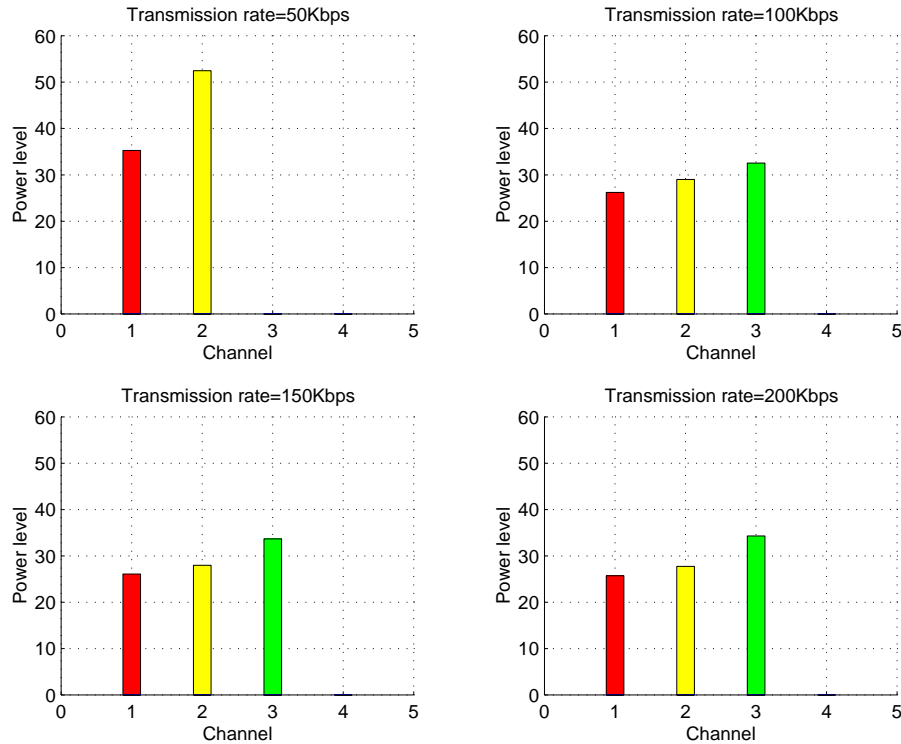 Transmission rate=50Kbps
60
50
40
30
20
10
0
Power level
0 1 2 3 4 5
Channel
Transmission rate=100Kbps
60
50
40
30
20
10
0
Power level
0 1 2 3 4 5
Channel
Transmission rate=150Kbps
60
50
40
30
20
10
0
Power level
0 1 2 3 4 5
Channel
Transmission rate=200Kbps
60
50
40
30
20
10
0
Power level
0 1 2 3 4 5
Channel